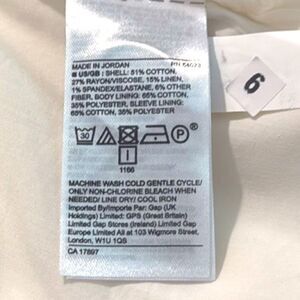 MADE IN JORDAN RN 54023
■ US/GB : SHELL: 51% COTTON,
27% RAYON/VISCOSE, 15% LINEN,
1% SPANDEX/ELASTANE, 6% OTHER
FIBER, BODY LINING: 65% COTTON,
35% POLYESTER, SLEEVE LINING:
65% COTTON, 35% POLYESTER
30 P
I
1166
MACHINE WASH COLD GENTLE CYCLE/
ONLY NON-CHLORINE BLEACH WHEN
NEEDED/ LINE DRY/ COOL IRON
Imported By/Importe Par: Gap (UK
Holdings) Limited: GPS (Great Britain)
Limited Gap Stores (Ireland) Limited Gap
Europe Limited All at 103 Wigmore Street,
London, W1U 1QS
CA 17897
6